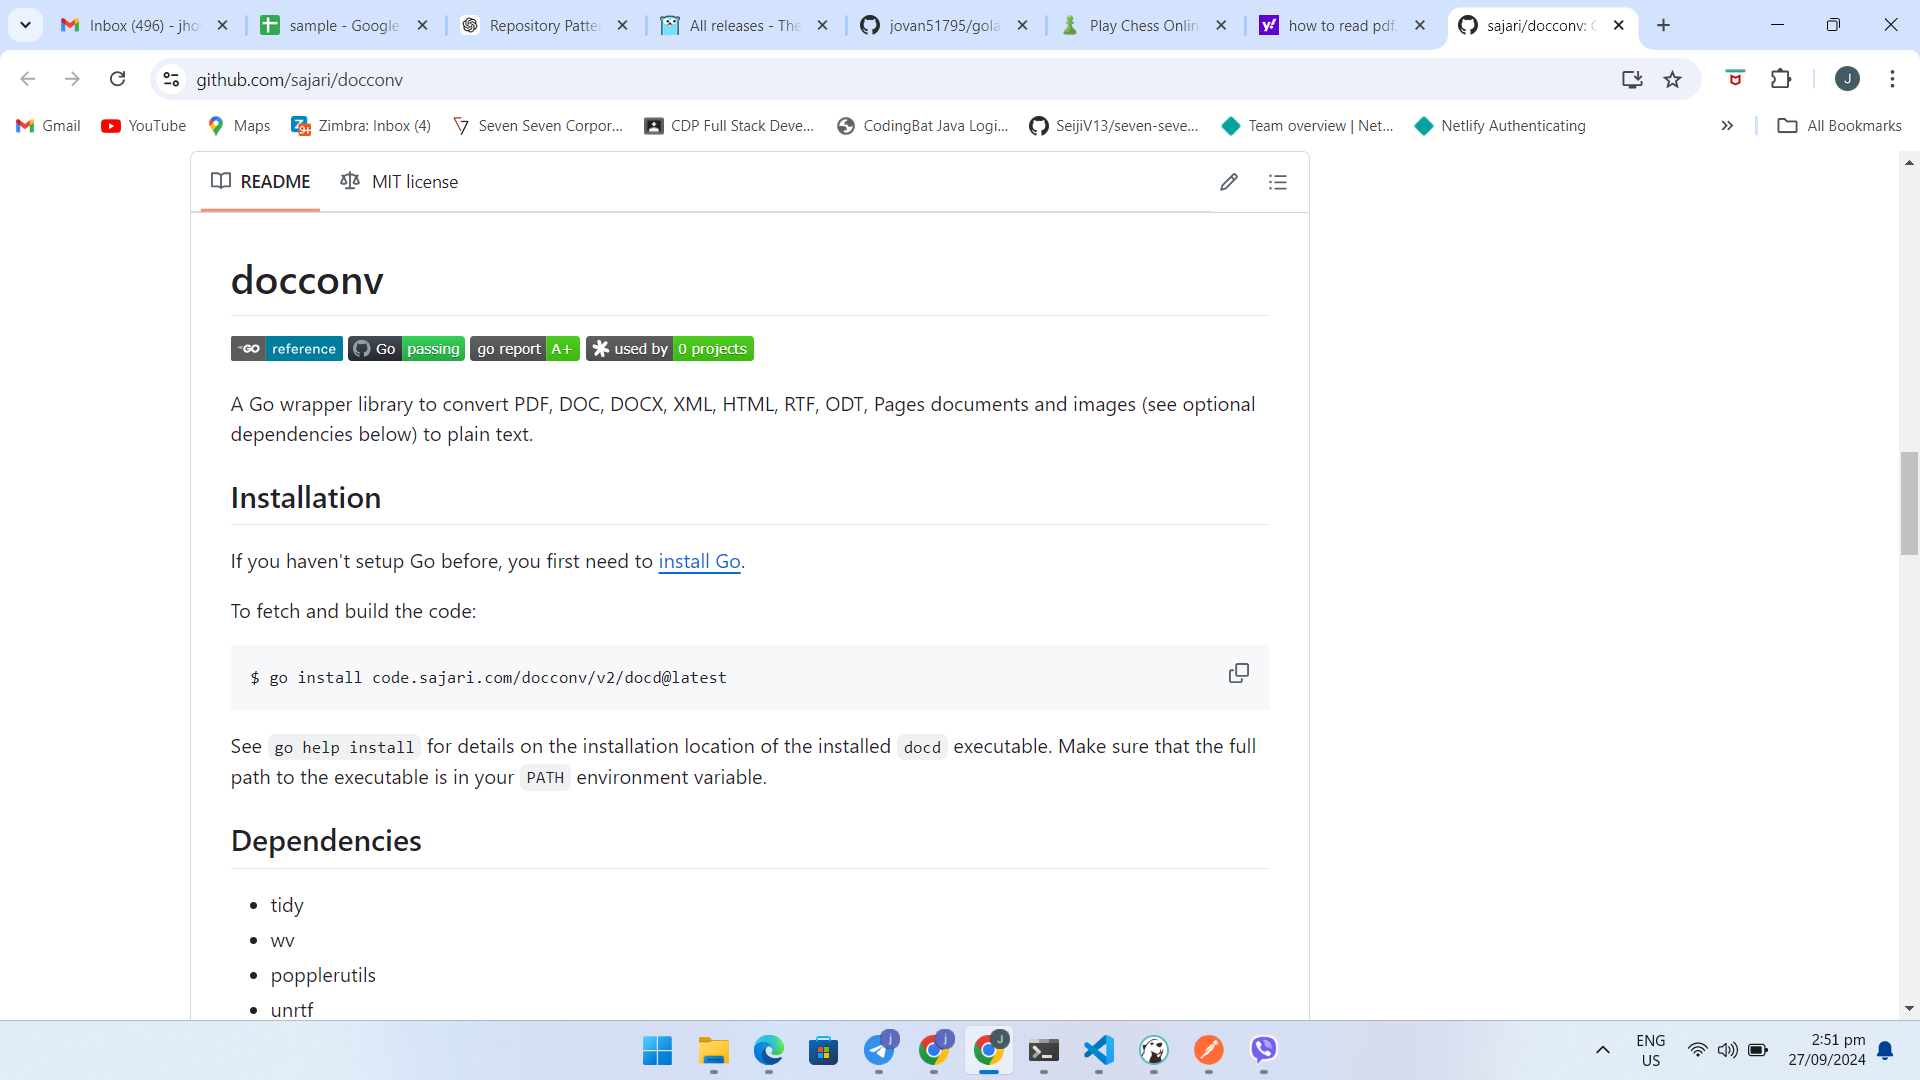 Inbox (496) - jho
sample - Google
Repository Patte
All releases - The
jovan51795/gola
Play Chess Onlin
how to read pdf,
sajari/docconv:
github.com/sajari/docconv
J
Gmail
YouTube
Maps
Zimbra: Inbox (4)
Seven Seven Corpor...
CDP Full Stack Deve...
CodingBat Java Logi...
SeijiV13/seven-seve...
Team overview | Net...
Netlify Authenticating
All Bookmarks
README
MIT license
docconv
GO reference
Go passing
go report A+
used by 0 projects
A Go wrapper library to convert PDF, DOC, DOCX, XML, HTML, RTF, ODT, Pages documents and images (see optional
dependencies below) to plain text.
Installation
If you haven't setup Go before, you first need to install Go.
To fetch and build the code:
$ go install code.sajari.com/docconv/v2/docd@latest
See go help install for details on the installation location of the installed docd executable. Make sure that the full
path to the executable is in your PATH environment variable.
Dependencies
tidy
wv
popplerutils
unrtf
j
j
J
ENG
US
2:51 pm
27/09/2024